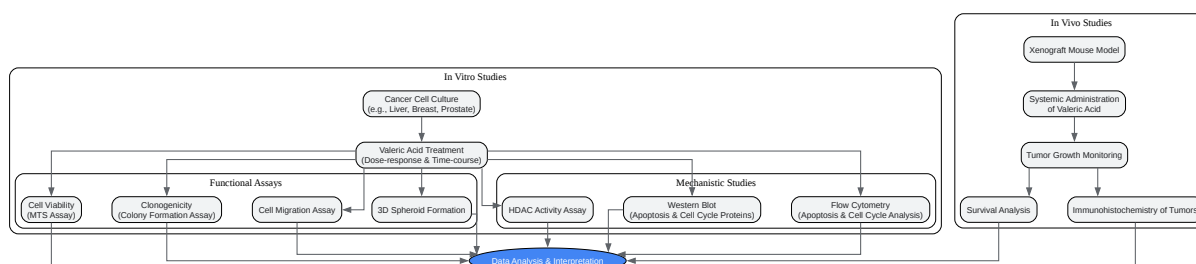 In Vivo Studies
Xenograft Mouse Model
In Vitro Studies
Cancer Cell Culture
(e.g., Liver, Breast, Prostate)
Systemic Administration
of Valeric Acid
Valeric Acid Treatment
(Dose-response & Time-course)
Tumor Growth Monitoring
Functional Assays
Mechanistic Studies
Cell Viability
(MTS Assay)
Clonogenicity
(Colony Formation Assay)
Cell Migration Assay
3D Spheroid Formation
HDAC Activity Assay
Western Blot
(Apoptosis & Cell Cycle Proteins)
Flow Cytometry
(Apoptosis & Cell Cycle Analysis)
Survival Analysis
Immunohistochemistry of Tumors
Data Analysis & Interpretation